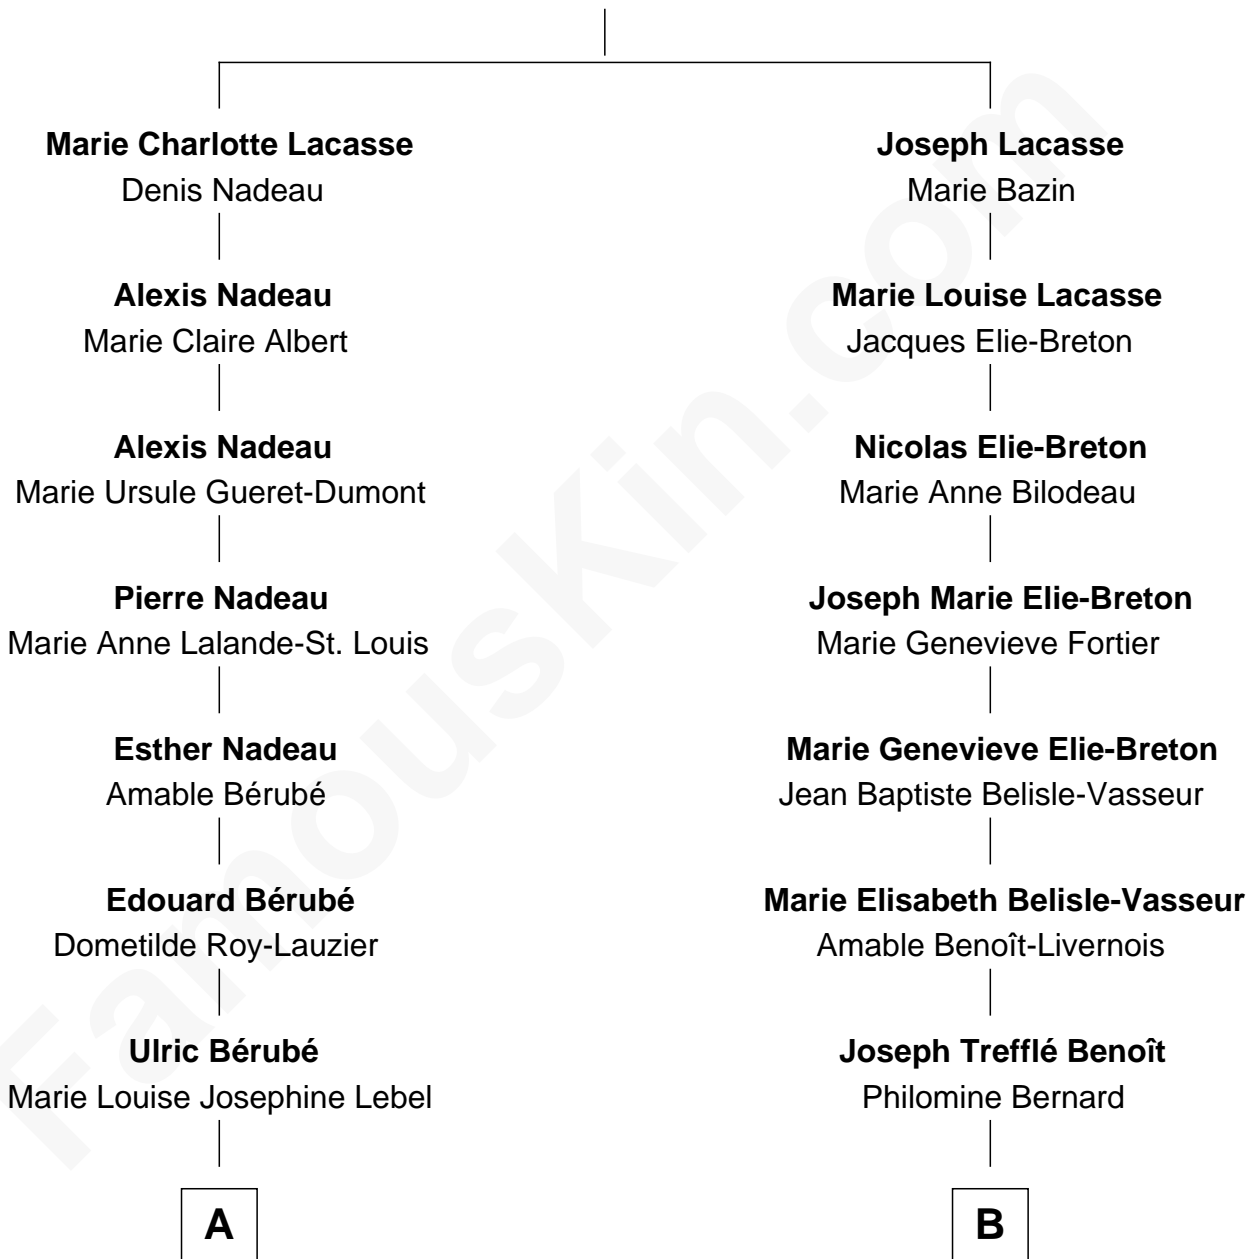 Marie Charlotte Lacasse
Denis Nadeau
Alexis Nadeau
Marie Claire Albert
Alexis Nadeau
Marie Ursule Gueret-Dumont
Pierre Nadeau
Marie Anne Lalande-St. Louis
Esther Nadeau
Amable Bérubé
Edouard Bérubé
Dometilde Roy-Lauzier
Ulric Bérubé
Marie Louise Josephine Lebel
A
Joseph Lacasse
Marie Bazin
Marie Louise Lacasse
Jacques Elie-Breton
Nicolas Elie-Breton
Marie Anne Bilodeau
Joseph Marie Elie-Breton
Marie Genevieve Fortier
Marie Genevieve Elie-Breton
Jean Baptiste Belisle-Vasseur
Marie Elisabeth Belisle-Vasseur
Amable Benoît-Livernois
Joseph Trefflé Benoît
Philomine Bernard
B
FamousKin.com